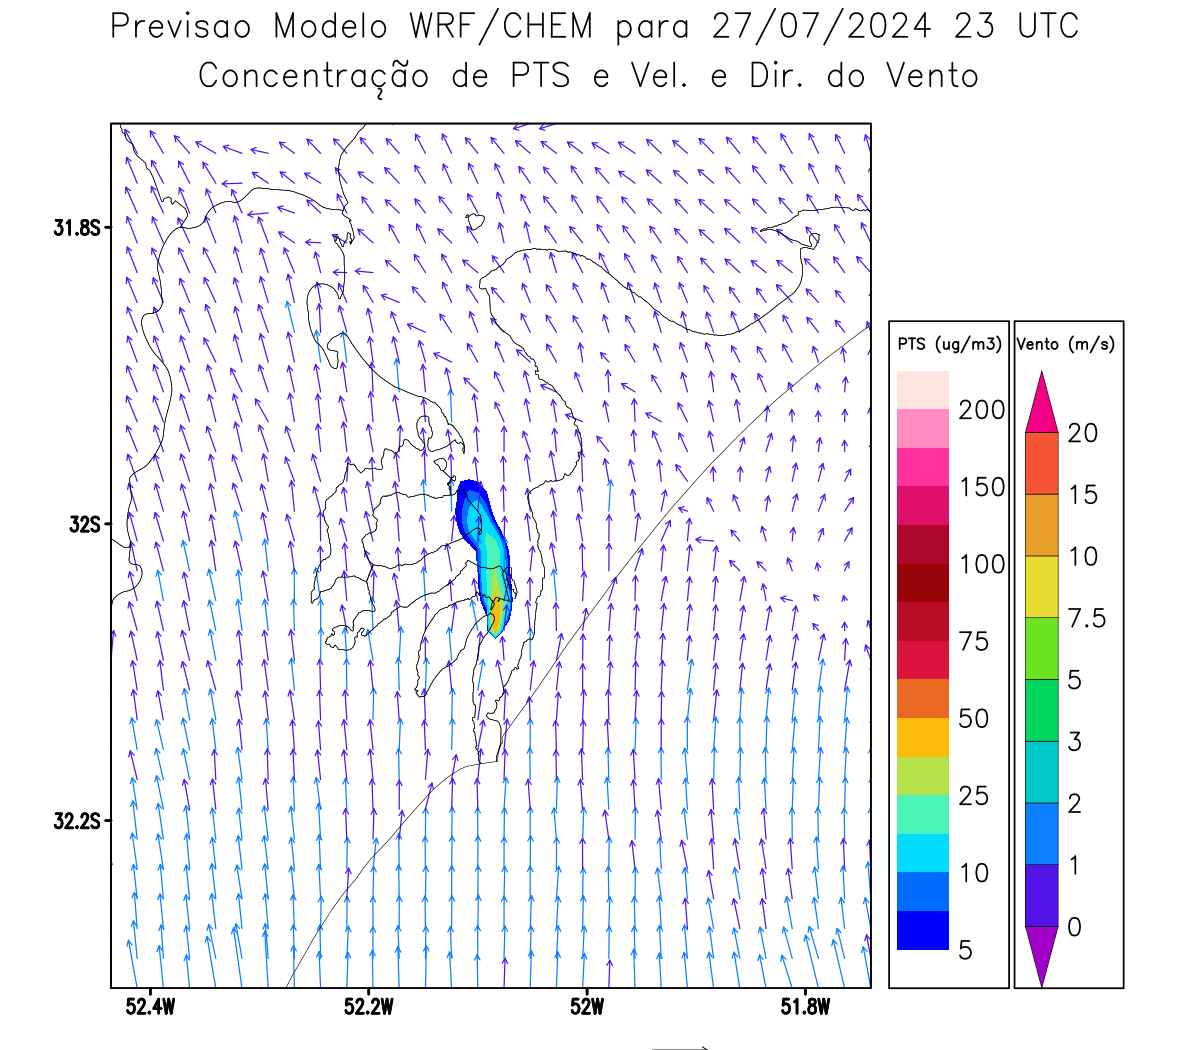 Previsao Modelo WRF/CHEM para 27/07/2024 23 UTC
Concentração de PTS e Vel. e Dir. do Vento
31.8S
32S
32.2S
52.4W
52.2W
52W
51.8W
PTS (ug/m3)
200
150
100
75
50
25
10
5
Vento (m/s)
20
15
10
7.5
5
3
2
1
0